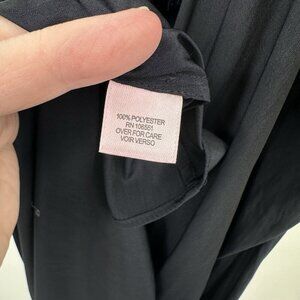 100% POLYESTER
RN 106551
OVER FOR CARE
VOIR VERSO